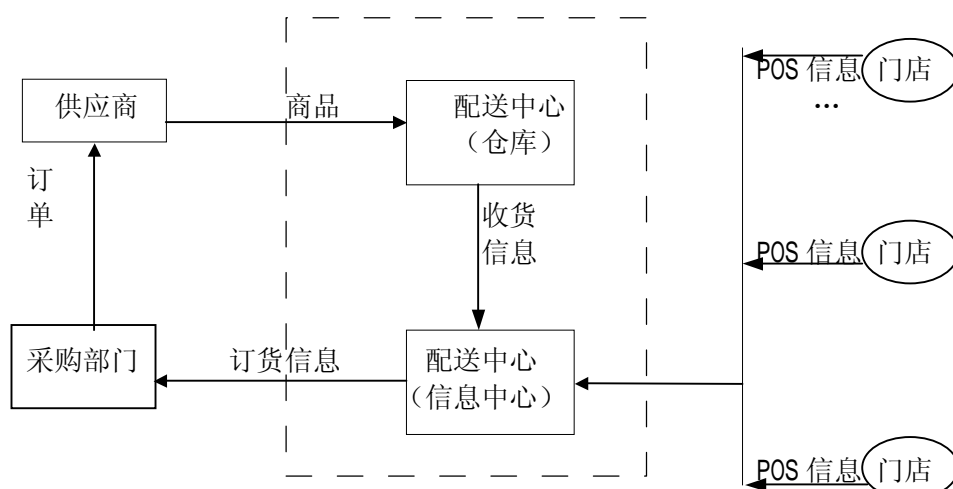 POS 信息
门店
...
供应商
商品
配送中心
（仓库）
订
单
收货
信息
POS 信息
门店
采购部门
订货信息
配送中心
（信息中心）
POS 信息
门店